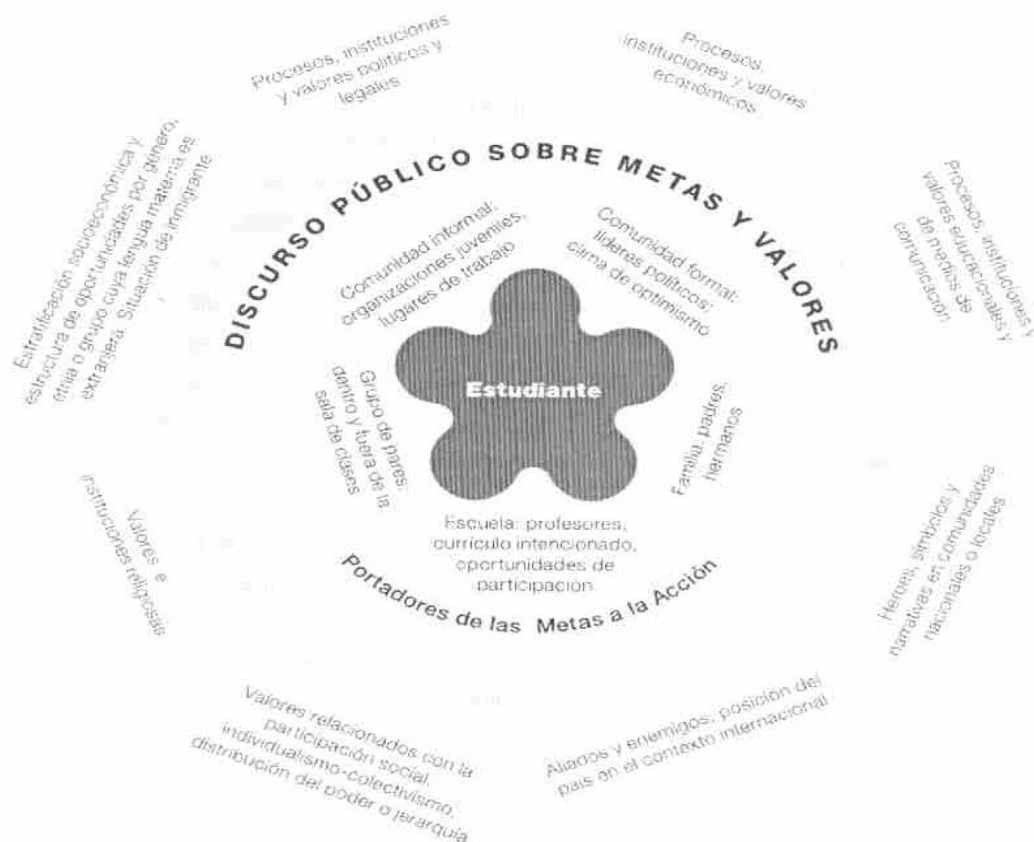 Procesos, instituciones
y valores políticos y
legales
Procesos,
instituciones y valores
económicos
Estratificación socioeconómica y
estructura de oportunidades por género,
etnia o grupo cuya lengua materna es
extranjera. Situación de inmigrante
DISCURSO PÚBLICO SOBRE METAS Y VALORES
Procesos, instituciones y
valores educacionales y
de medios de
comunicación
Comunidad informal:
organizaciones juveniles,
lugares de trabajo
Comunidad formal:
líderes políticos;
clima de optimismo
Estudiante
Grupo de pares:
dentro y fuera de la
sala de clases
Familia: padres,
hermanos
Escuela: profesores,
currículo intencionado,
oportunidades de
participación
Portadores de las Metas a la Acción
Valores e
instituciones religiosas
Héroes, símbolos y
narrativas en comunidades
nacionales o locales
Valores relacionados con la
participación social,
individualismo-colectivismo,
distribución del poder o jerarquía
Aliados y enemigos; posición del
país en el contexto internacional